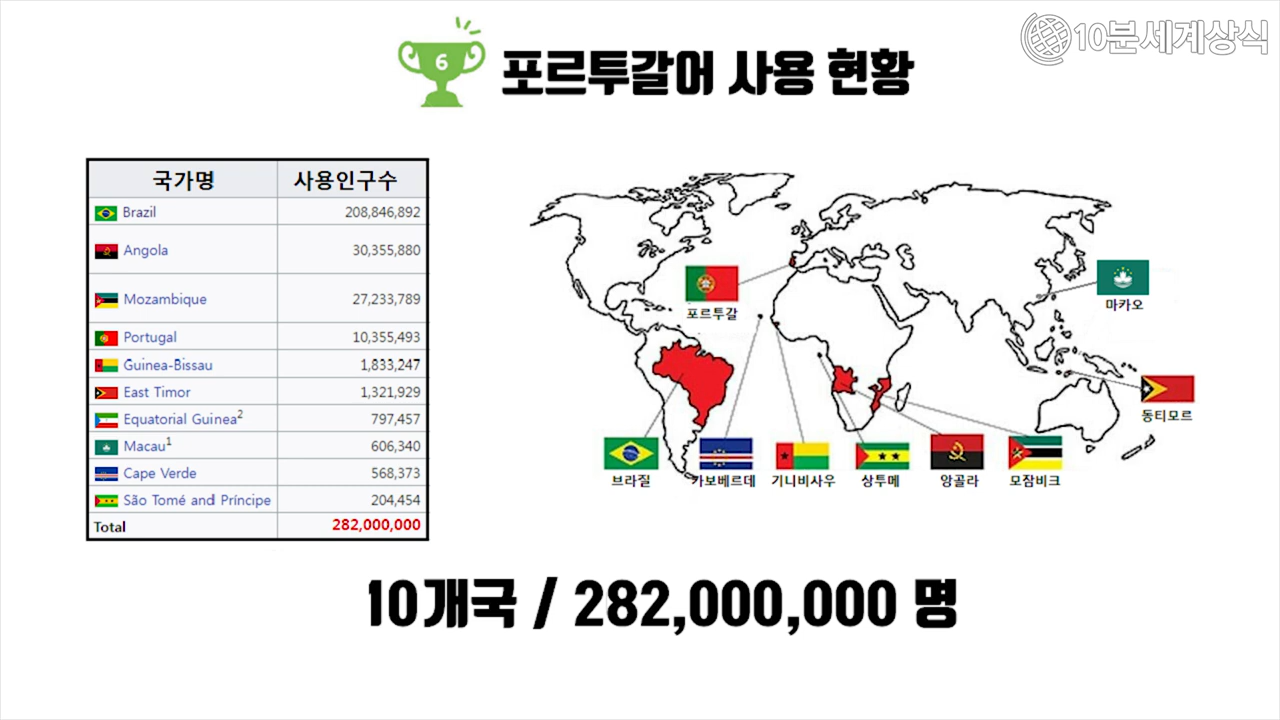 10분세계상식
6
포르투갈어 사용 현황
국가명 사용인구수
Brazil 208,846,892
Angola 30,355,880
Mozambique 27,233,789
Portugal 10,355,493
Guinea-Bissau 1,833,247
East Timor 1,321,929
Equatorial Guinea2 797,457
Macau1 606,340
Cape Verde 568,373
São Tomé and Príncipe 204,454
Total 282,000,000
포르투갈
마카오
동티모르
브라질
카보베르데
기니비사우
상투메
앙골라
모잠비크
10개국 / 282,000,000 명